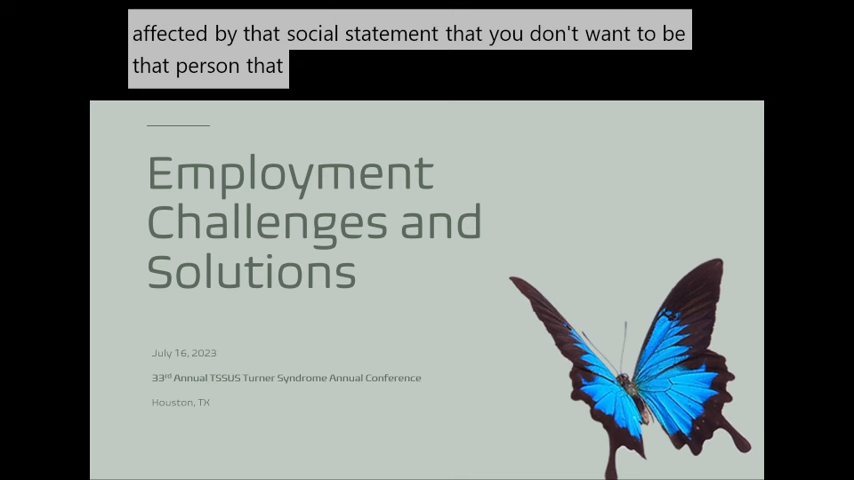 affected by that social statement that you don't want to be
that person that
Employment
Challenges and
Solutions
July 16, 2023
33rd Annual TSSUS Turner Syndrome Annual Conference
Houston, TX